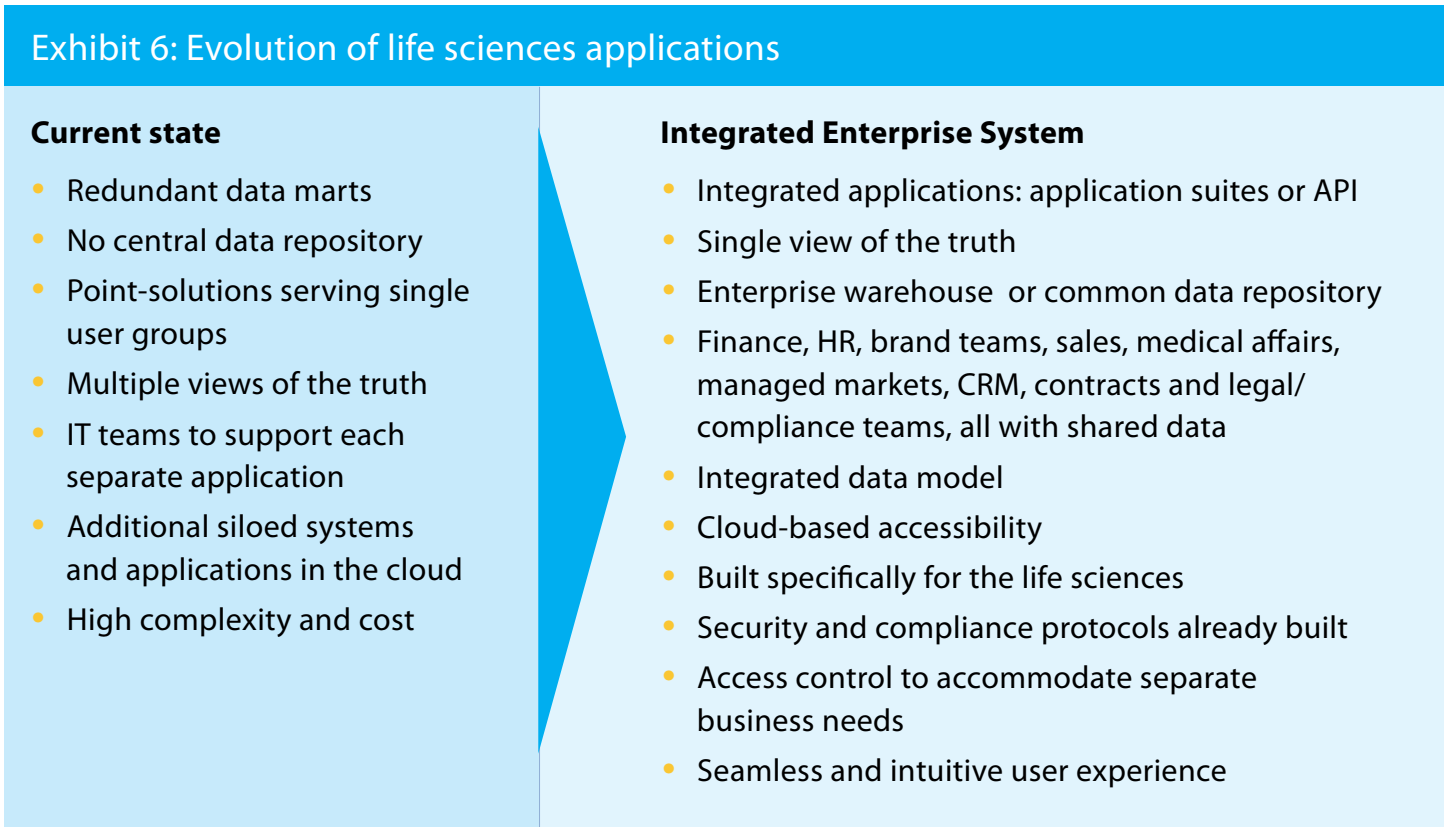 Exhibit 6: Evolution of life sciences applications
Current state
• Redundant data marts
• No central data repository
• Point-solutions serving single
user groups
• Multiple views of the truth
• IT teams to support each
separate application
• Additional siloed systems
and applications in the cloud
• High complexity and cost
Integrated Enterprise System
• Integrated applications: application suites or API
• Single view of the truth
• Enterprise warehouse or common data repository
• Finance, HR, brand teams, sales, medical affairs,
managed markets, CRM, contracts and legal/
compliance teams, all with shared data
• Integrated data model
• Cloud-based accessibility
• Built specifically for the life sciences
• Security and compliance protocols already built
• Access control to accommodate separate
business needs
• Seamless and intuitive user experience